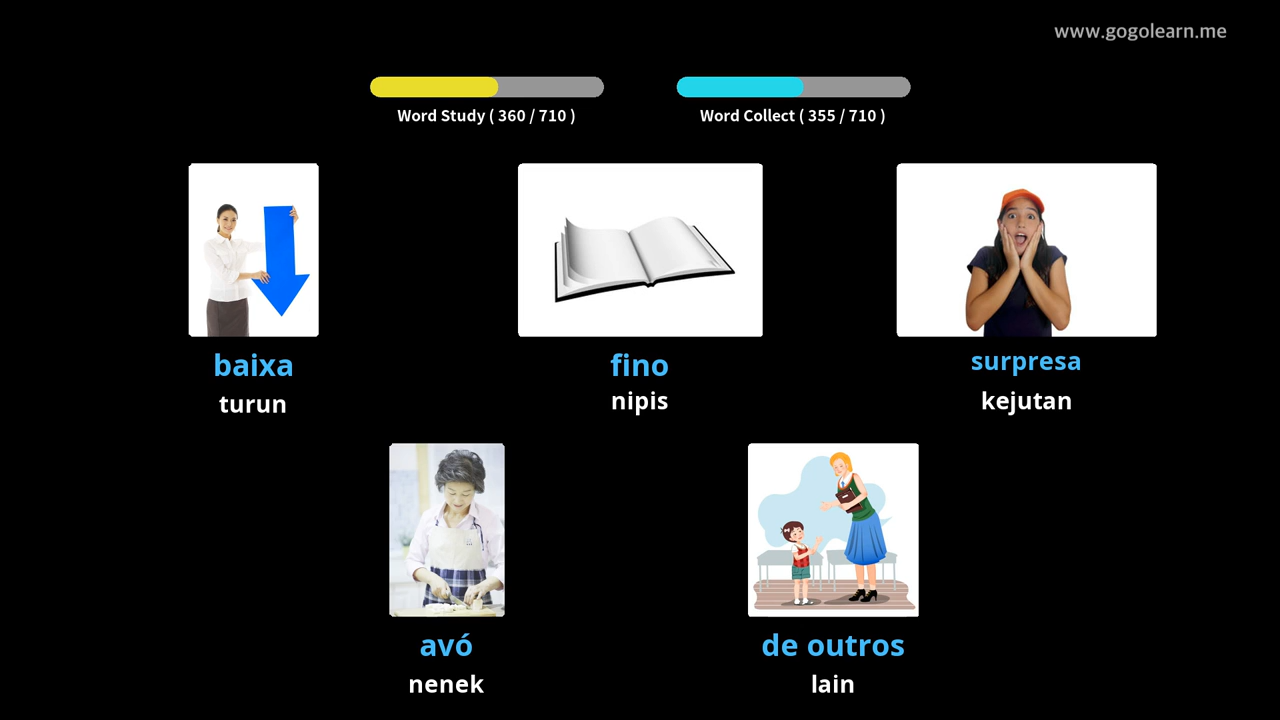 www.gogolearn.me
Word Study ( 360 / 710 )
Word Collect ( 355 / 710 )
baixa
turun
fino
nipis
surpresa
kejutan
avó
nenek
de outros
lain